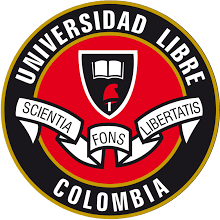 UNIVERSIDAD LIBRE
SCIENTIA
FONS
LIBERTATIS
COLOMBIA